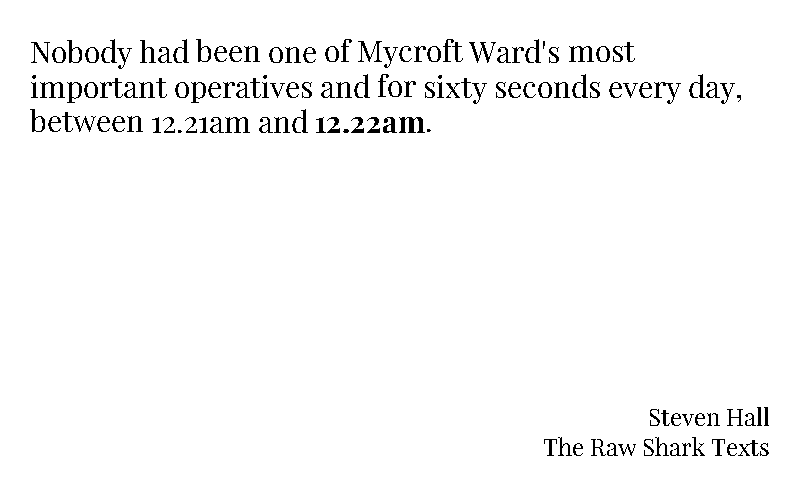 Nobody had been one of Mycroft Ward's most
important operatives and for sixty seconds every day,
between 12.21am and 12.22am.
Steven Hall
The Raw Shark Texts